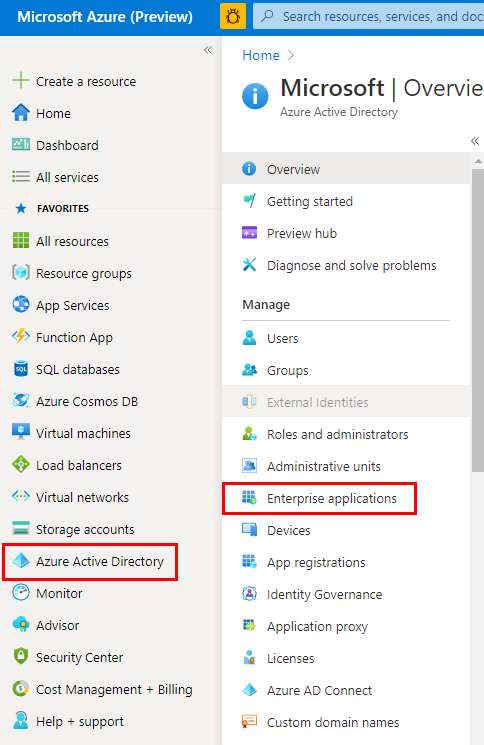 Microsoft Azure (Preview)
Search resources, services, and doc
Create a resource
Home
Dashboard
All services
FAVORITES
All resources
Resource groups
App Services
Function App
SQL databases
Azure Cosmos DB
Virtual machines
Load balancers
Virtual networks
Storage accounts
Azure Active Directory
Monitor
Advisor
Security Center
Cost Management + Billing
Help + support
Home
Microsoft | Overvie
Azure Active Directory
Overview
Getting started
Preview hub
Diagnose and solve problems
Manage
Users
Groups
External Identities
Roles and administrators
Administrative units
Enterprise applications
Devices
App registrations
Identity Governance
Application proxy
Licenses
Azure AD Connect
Custom domain names